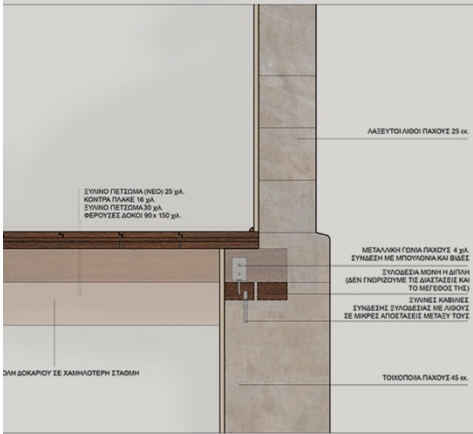 ΛΑΞΕΥΤΟΙ ΛΙΘΟΙ ΠΑΧΟΥΣ 25 εκ.
ΞΥΛΙΝΟ ΠΕΤΣΩΜΑ (ΝΕΟ) 25 χιλ.
ΚΟΝΤΡΑ ΠΛΑΚΕ 16 χιλ.
ΞΥΛΙΝΟ ΠΕΤΣΩΜΑ 30 χιλ.
ΦΕΡΟΥΣΕΣ ΔΟΚΟΙ 90 x 150 χιλ.
ΜΕΤΑΛΛΙΚΗ ΓΩΝΙΑ ΠΑΧΟΥΣ 4 χιλ.
ΣΥΝΔΕΣΗ ΜΕ ΜΠΟΥΛΟΝΙΑ ΚΑΙ ΒΙΔΕΣ
ΞΥΛΟΔΕΣΙΑ ΜΟΝΗ Η ΔΙΠΛΗ
(ΔΕΝ ΓΝΩΡΙΖΟΥΜΕ ΤΙΣ ΔΙΑΣΤΑΣΕΙΣ ΚΑΙ
ΤΟ ΜΕΓΕΘΟΣ ΤΗΣ)
ΞΥΛΙΝΕΣ ΚΑΒΙΛΙΕΣ
ΣΥΝΔΕΣΗΣ ΞΥΛΟΔΕΣΙΑΣ ΜΕ ΛΙΘΟΥΣ
ΣΕ ΜΙΚΡΕΣ ΑΠΟΣΤΑΣΕΙΣ ΜΕΤΑΞΥ ΤΟΥΣ
ΔΟΚΑΡΙΟΥ ΣΕ ΧΑΜΗΛΟΤΕΡΗ ΣΤΑΘΜΗ
ΤΟΙΧΟΠΟΙΙΑ ΠΑΧΟΥΣ 45 εκ.